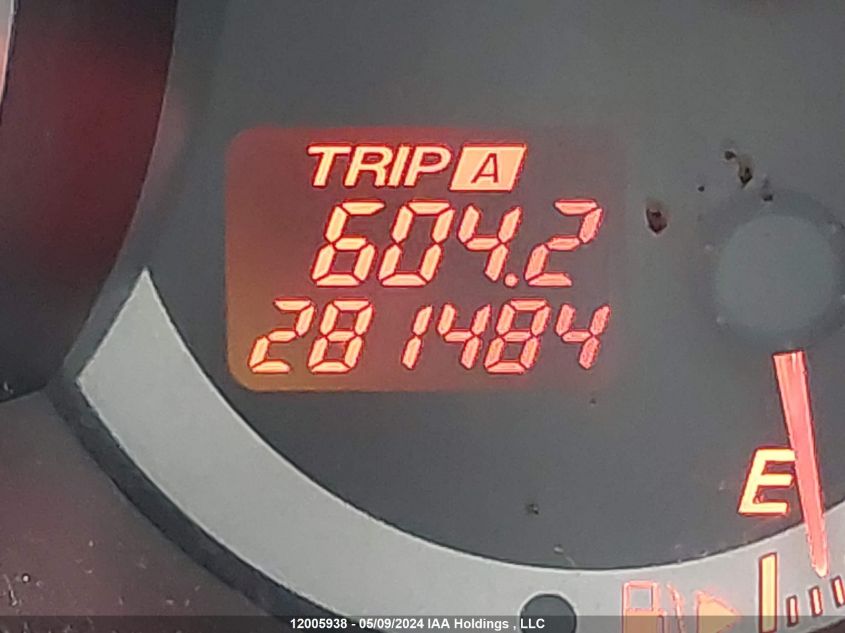 TRIP A
604.2
281484
E
12005938 - 05/09/2024 IAA Holdings , LLC